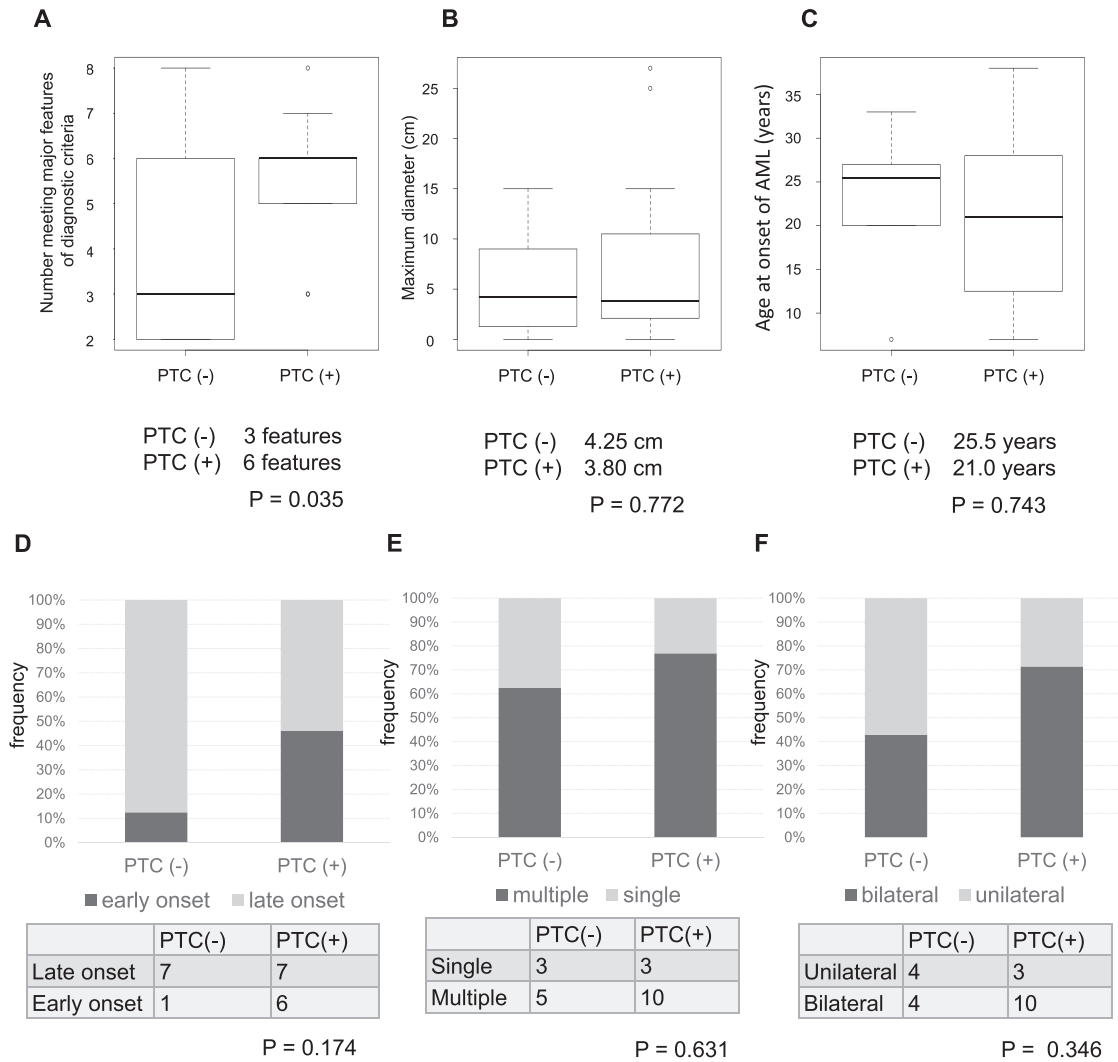 A
B
C
Number meeting major features
of diagnostic criteria
8
7
6
5
4
3
2
PTC (-)
PTC (+)
Maximum diameter (cm)
25
20
15
10
5
0
PTC (-)
PTC (+)
Age at onset of AML (years)
35
30
25
20
15
10
PTC (-)
PTC (+)
PTC (-) 3 features
PTC (+) 6 features
P = 0.035
PTC (-) 4.25 cm
PTC (+) 3.80 cm
P = 0.772
PTC (-) 25.5 years
PTC (+) 21.0 years
P = 0.743
D
E
F
frequency
100%
90%
80%
70%
60%
50%
40%
30%
20%
10%
0%
PTC (-)
PTC (+)
early onset
late onset
frequency
100%
90%
80%
70%
60%
50%
40%
30%
20%
10%
0%
PTC (-)
PTC (+)
multiple
single
frequency
100%
90%
80%
70%
60%
50%
40%
30%
20%
10%
0%
PTC (-)
PTC (+)
bilateral
unilateral
PTC(-) PTC(+)
Late onset 7 7
Early onset 1 6
P = 0.174
PTC(-) PTC(+)
Single 3 3
Multiple 5 10
P = 0.631
PTC(-) PTC(+)
Unilateral 4 3
Bilateral 4 10
P = 0.346